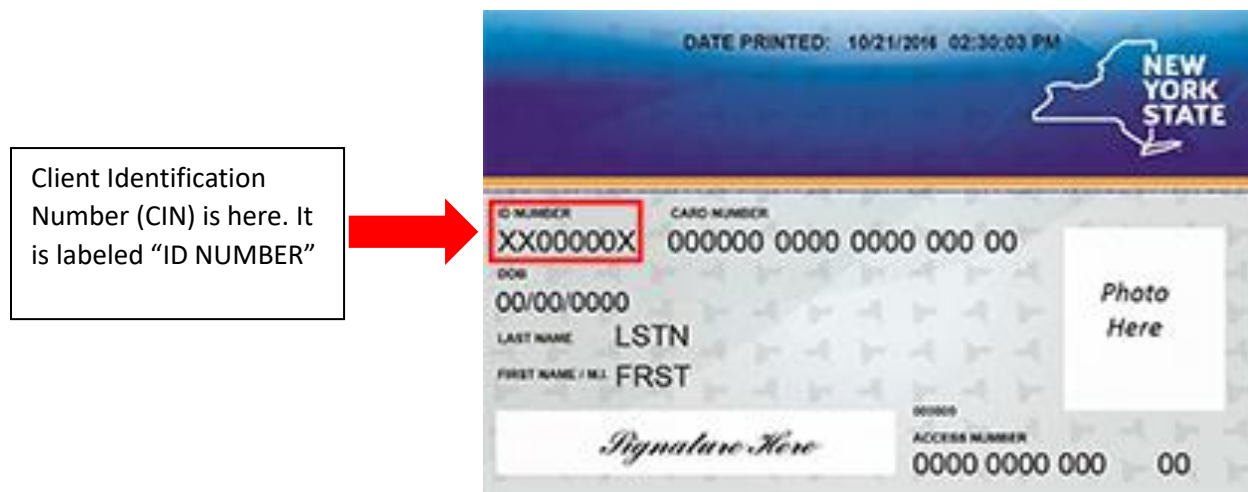 DATE PRINTED: 10/21/2016 02:30:03 PM
NEW
YORK
STATE
Client Identification
Number (CIN) is here. It
is labeled “ID NUMBER”
ID NUMBER CARD NUMBER
XX00000X 000000 0000 0000 000 00
DOB
00/00/0000
LAST NAME LSTN
FIRST NAME / M.I. FRST
Photo
Here
Signature Here
000000
ACCESS NUMBER
0000 0000 000 00